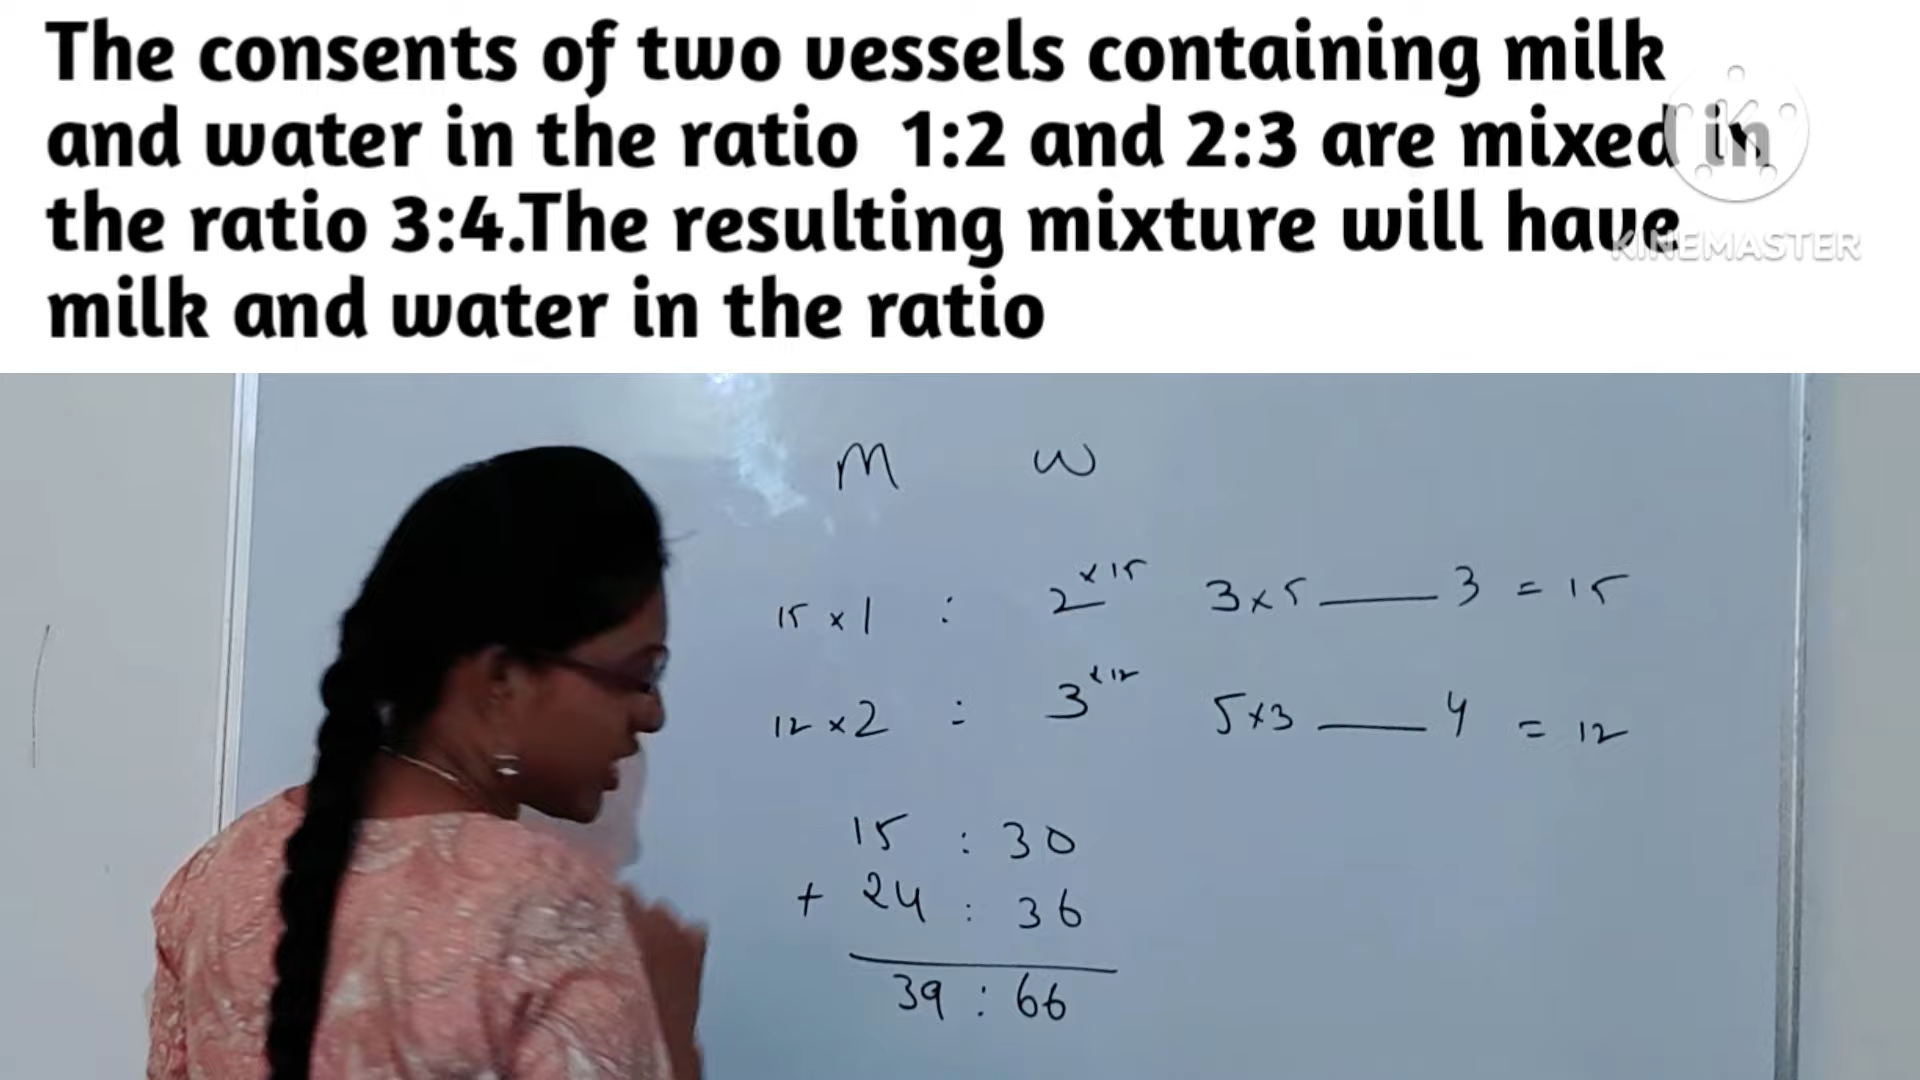 The consents of two vessels containing milk
and water in the ratio 1:2 and 2:3 are mixed in
the ratio 3:4.The resulting mixture will have
milk and water in the ratio
KINEMASTER
M W
15 × 1 : 2 ×15 3×5 — 3 = 15
12 × 2 : 3 ×12 5×3 — 4 = 12
15 : 30
+ 24 : 36
39 : 66